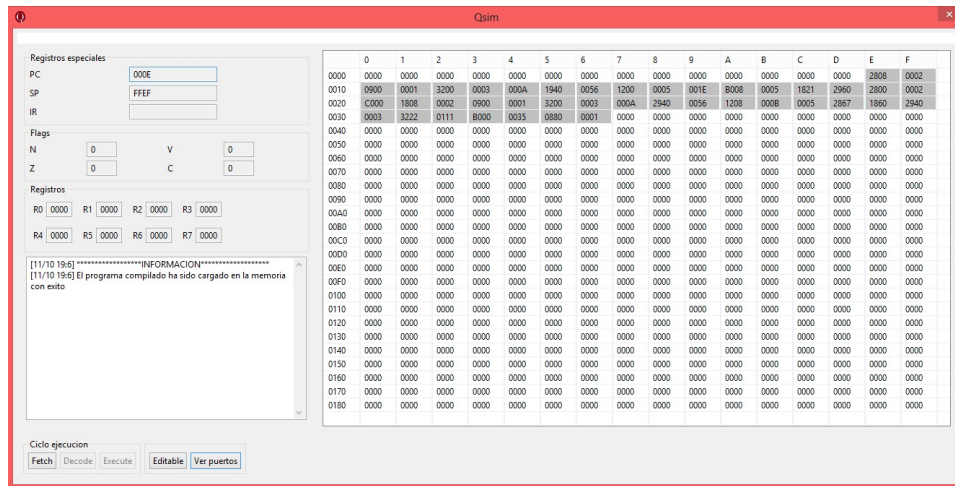 Qsim
Registros especiales
PC 000E
SP FFEF
IR
Flags
N 0 V 0
Z 0 C 0
Registros
R0 0000 R1 0000 R2 0000 R3 0000
R4 0000 R5 0000 R6 0000 R7 0000
[11/10 19:6] ******************INFORMACION*******************
[11/10 19:6] El programa compilado ha sido cargado en la memoria
con exito
Ciclo ejecucion
Fetch Decode Execute Editable Ver puertos
0 1 2 3 4 5 6 7 8 9 A B C D E F
0000 0000 0000 0000 0000 0000 0000 0000 0000 0000 0000 0000 0000 0000 0000 2808 0002
0010 0900 0001 3200 0003 000A 1940 0056 1200 0005 001E B008 0005 1821 2960 2800 0002
0020 C000 1808 0002 0900 0001 3200 0003 000A 2940 0056 1208 000B 0005 2867 1860 2940
0030 0003 3222 0111 B000 0035 0880 0001 0000 0000 0000 0000 0000 0000 0000 0000 0000
0040 0000 0000 0000 0000 0000 0000 0000 0000 0000 0000 0000 0000 0000 0000 0000 0000
0050 0000 0000 0000 0000 0000 0000 0000 0000 0000 0000 0000 0000 0000 0000 0000 0000
0060 0000 0000 0000 0000 0000 0000 0000 0000 0000 0000 0000 0000 0000 0000 0000 0000
0070 0000 0000 0000 0000 0000 0000 0000 0000 0000 0000 0000 0000 0000 0000 0000 0000
0080 0000 0000 0000 0000 0000 0000 0000 0000 0000 0000 0000 0000 0000 0000 0000 0000
0090 0000 0000 0000 0000 0000 0000 0000 0000 0000 0000 0000 0000 0000 0000 0000 0000
00A0 0000 0000 0000 0000 0000 0000 0000 0000 0000 0000 0000 0000 0000 0000 0000 0000
00B0 0000 0000 0000 0000 0000 0000 0000 0000 0000 0000 0000 0000 0000 0000 0000 0000
00C0 0000 0000 0000 0000 0000 0000 0000 0000 0000 0000 0000 0000 0000 0000 0000 0000
00D0 0000 0000 0000 0000 0000 0000 0000 0000 0000 0000 0000 0000 0000 0000 0000 0000
00E0 0000 0000 0000 0000 0000 0000 0000 0000 0000 0000 0000 0000 0000 0000 0000 0000
00F0 0000 0000 0000 0000 0000 0000 0000 0000 0000 0000 0000 0000 0000 0000 0000 0000
0100 0000 0000 0000 0000 0000 0000 0000 0000 0000 0000 0000 0000 0000 0000 0000 0000
0110 0000 0000 0000 0000 0000 0000 0000 0000 0000 0000 0000 0000 0000 0000 0000 0000
0120 0000 0000 0000 0000 0000 0000 0000 0000 0000 0000 0000 0000 0000 0000 0000 0000
0130 0000 0000 0000 0000 0000 0000 0000 0000 0000 0000 0000 0000 0000 0000 0000 0000
0140 0000 0000 0000 0000 0000 0000 0000 0000 0000 0000 0000 0000 0000 0000 0000 0000
0150 0000 0000 0000 0000 0000 0000 0000 0000 0000 0000 0000 0000 0000 0000 0000 0000
0160 0000 0000 0000 0000 0000 0000 0000 0000 0000 0000 0000 0000 0000 0000 0000 0000
0170 0000 0000 0000 0000 0000 0000 0000 0000 0000 0000 0000 0000 0000 0000 0000 0000
0180 0000 0000 0000 0000 0000 0000 0000 0000 0000 0000 0000 0000 0000 0000 0000 0000